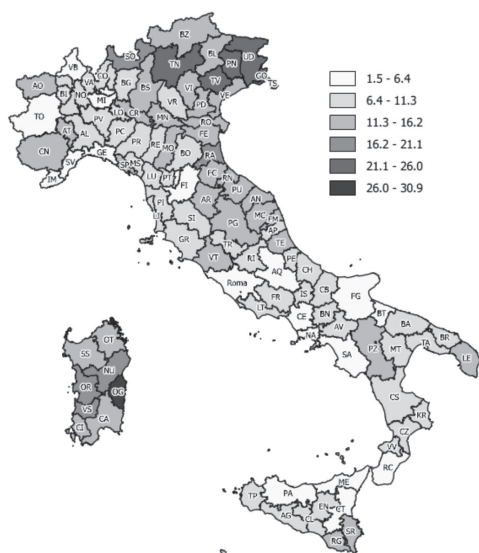 BZ
SO
VB
TN
BL
PN
UD
GO
TS
AO
BI
VA
CO
BG
BS
TV
VI
VE
TO
NO
MI
VR
PD
RO
LO
CR
MN
AT
AL
PV
PC
PR
RE
MO
FE
BO
RA
CN
SV
GE
IM
SP
MS
LU
PT
FI
FC
RN
PU
AN
PI
LI
AR
SI
PG
MC
FM
AP
GR
TR
TE
VT
RI
AQ
PE
CH
Roma
FR
LT
IS
CB
FG
CE
BN
BT
BA
NA
AV
SA
PZ
MT
TA
BR
LE
CS
KR
CZ
VV
RC
OT
SS
NU
OR
OG
VS
CI
CA
ME
PA
TP
EN
CT
AG
CL
RG
SR
1.5 - 6.4
6.4 - 11.3
11.3 - 16.2
16.2 - 21.1
21.1 - 26.0
26.0 - 30.9